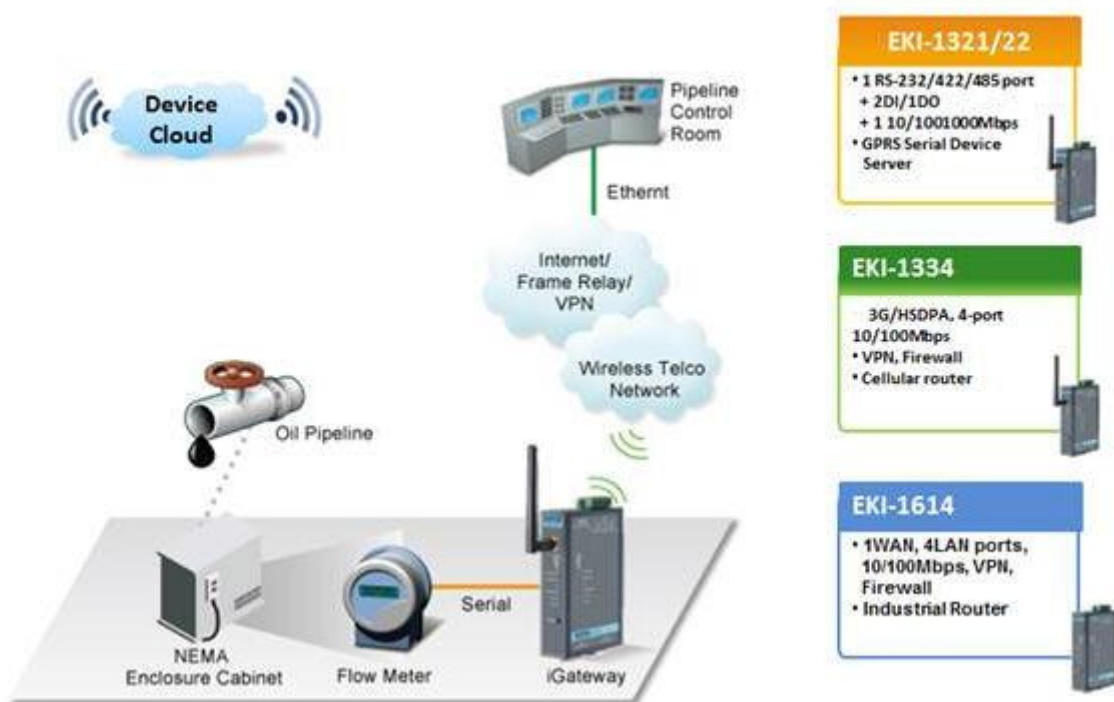 Device
Cloud
Pipeline
Control
Room
Ethernt
Internet/
Frame Relay/
VPN
Wireless Telco
Network
Oil Pipeline
Serial
NEMA
Enclosure Cabinet
Flow Meter
iGateway
EKI-1321/22
• 1 RS-232/422/485 port
+ 2DI/1DO
+ 1 10/1001000Mbps
• GPRS Serial Device
Server
EKI-1334
3G/HSDPA, 4-port
10/100Mbps
• VPN, Firewall
• Cellular router
EKI-1614
• 1WAN, 4LAN ports,
10/100Mbps, VPN,
Firewall
• Industrial Router